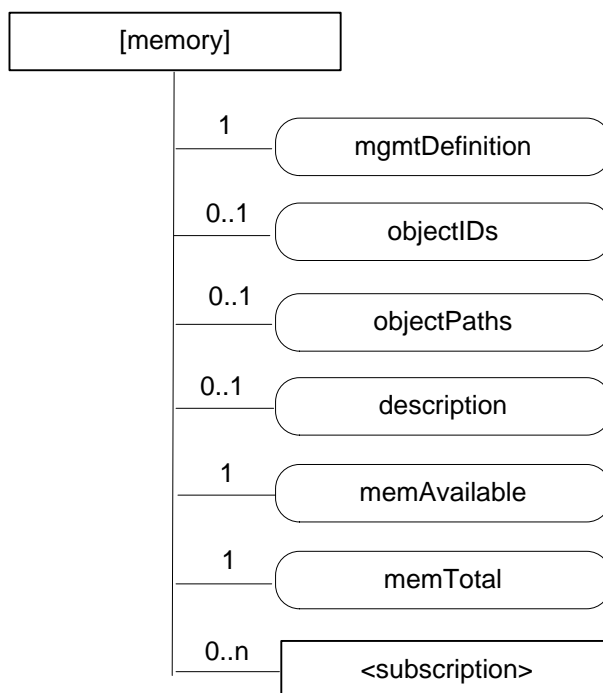 [memory]
1
mgmtDefinition
0..1
objectIDs
0..1
objectPaths
0..1
description
1
memAvailable
1
memTotal
0..n
<subscription>